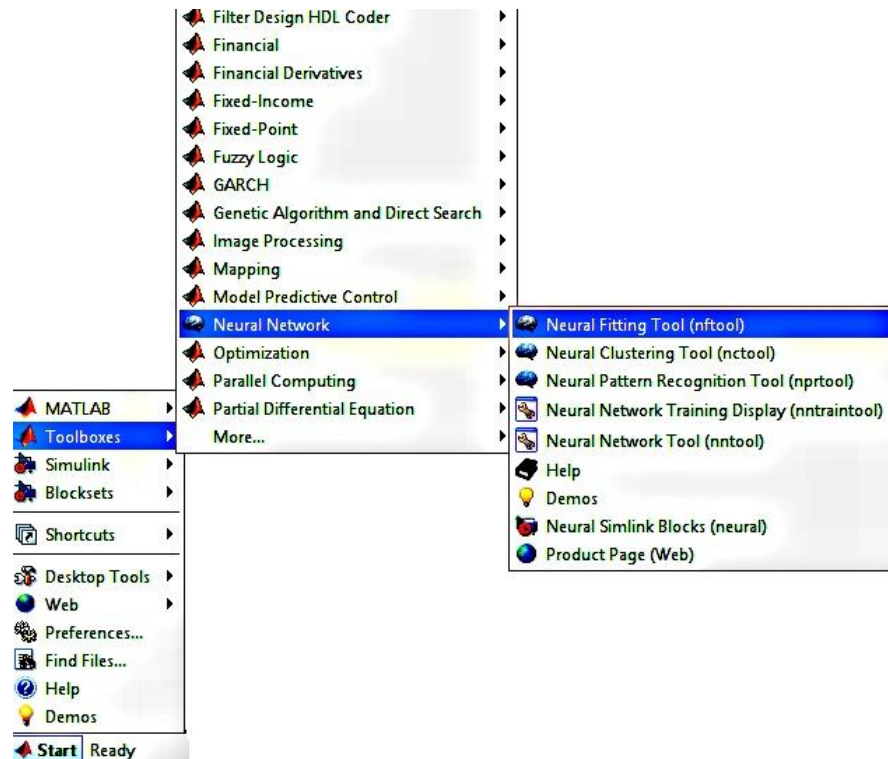 Filter Design HDL Coder
Financial
Financial Derivatives
Fixed-Income
Fixed-Point
Fuzzy Logic
GARCH
Genetic Algorithm and Direct Search
Image Processing
Mapping
Model Predictive Control
Neural Network
Optimization
Parallel Computing
Partial Differential Equation
More...
Neural Fitting Tool (nftool)
Neural Clustering Tool (nctool)
Neural Pattern Recognition Tool (nprtool)
Neural Network Training Display (nntraintool)
Neural Network Tool (nntool)
Help
Demos
Neural Simlink Blocks (neural)
Product Page (Web)
MATLAB
Toolboxes
Simulink
Blocksets
Shortcuts
Desktop Tools
Web
Preferences...
Find Files...
Help
Demos
Start Ready